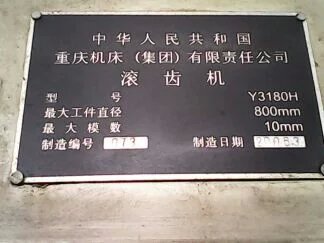 中华人民共和国
重庆机床(集团)有限责任公司
滚齿机
型号 Y3180H
最大工件直径 800mm
最大模数 10mm
制造编号 073 制造日期